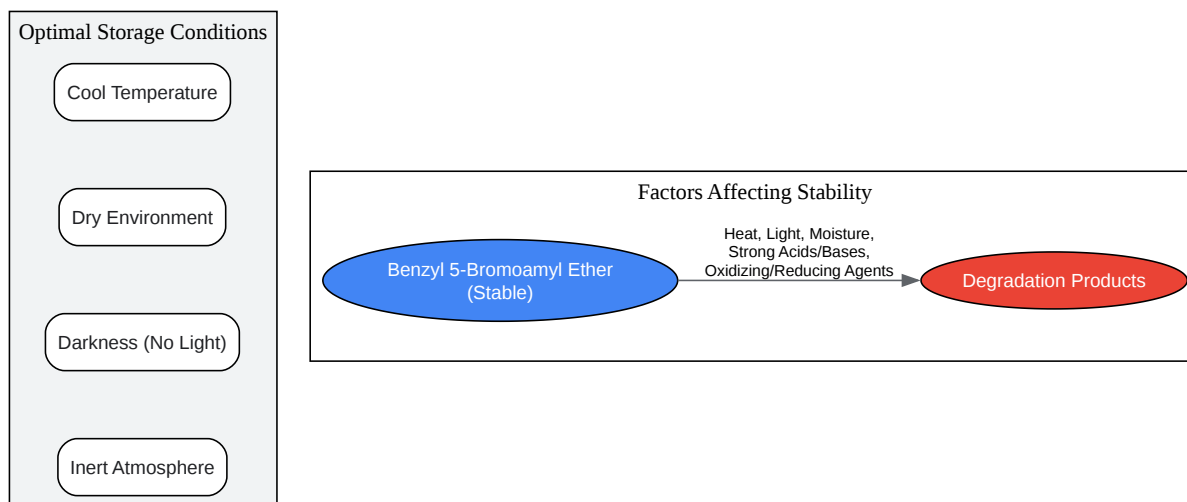 Optimal Storage Conditions
Cool Temperature
Dry Environment
Darkness (No Light)
Inert Atmosphere
Factors Affecting Stability
Benzyl 5-Bromoamyl Ether
(Stable)
Heat, Light, Moisture,
Strong Acids/Bases,
Oxidizing/Reducing Agents
Degradation Products